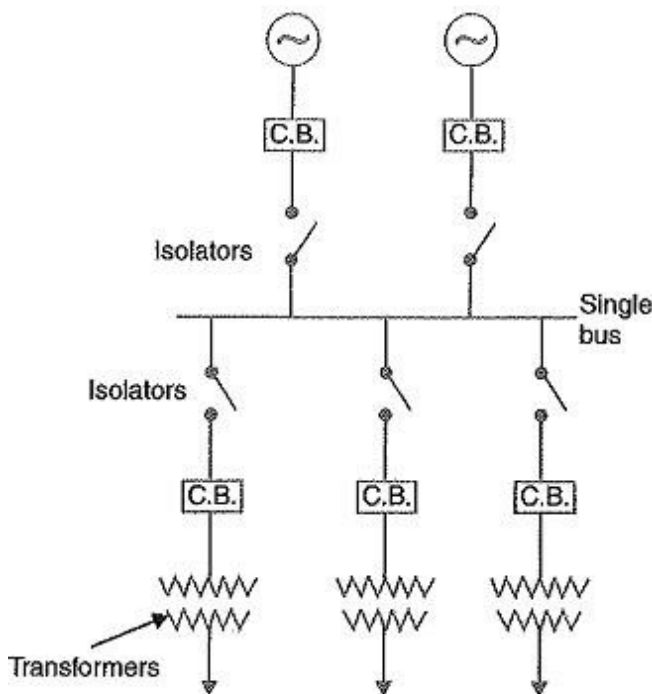 C.B.
C.B.
Isolators
Single
bus
Isolators
C.B.
C.B.
C.B.
Transformers